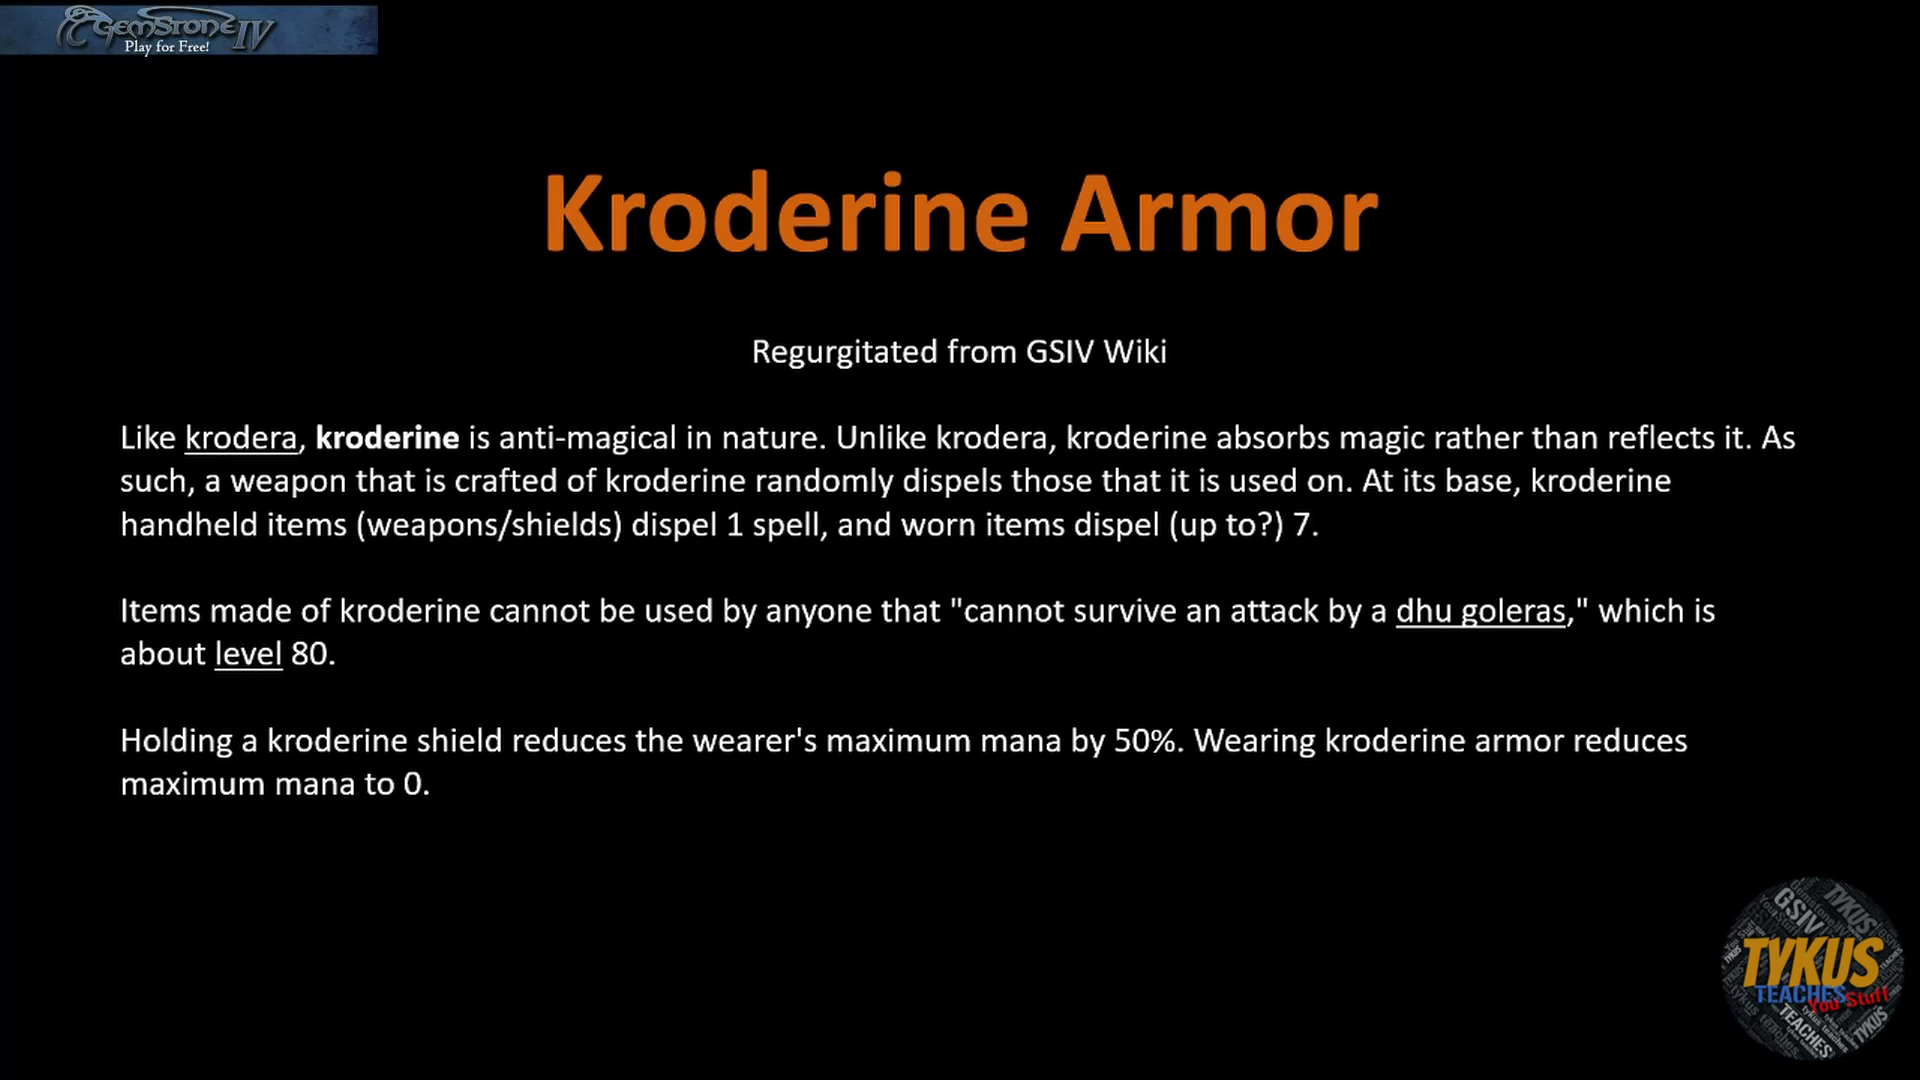 GEMSTONE IV
Play for Free!
Kroderine Armor
Regurgitated from GSIV Wiki
Like krodera, kroderine is anti-magical in nature. Unlike krodera, kroderine absorbs magic rather than reflects it. As
such, a weapon that is crafted of kroderine randomly dispels those that it is used on. At its base, kroderine
handheld items (weapons/shields) dispel 1 spell, and worn items dispel (up to?) 7.
Items made of kroderine cannot be used by anyone that "cannot survive an attack by a dhu goleras," which is
about level 80.
Holding a kroderine shield reduces the wearer's maximum mana by 50%. Wearing kroderine armor reduces
maximum mana to 0.
GSIV
TYKUS
TYKUS
TEACHES
You Stuff
TEACHES
TYKUS